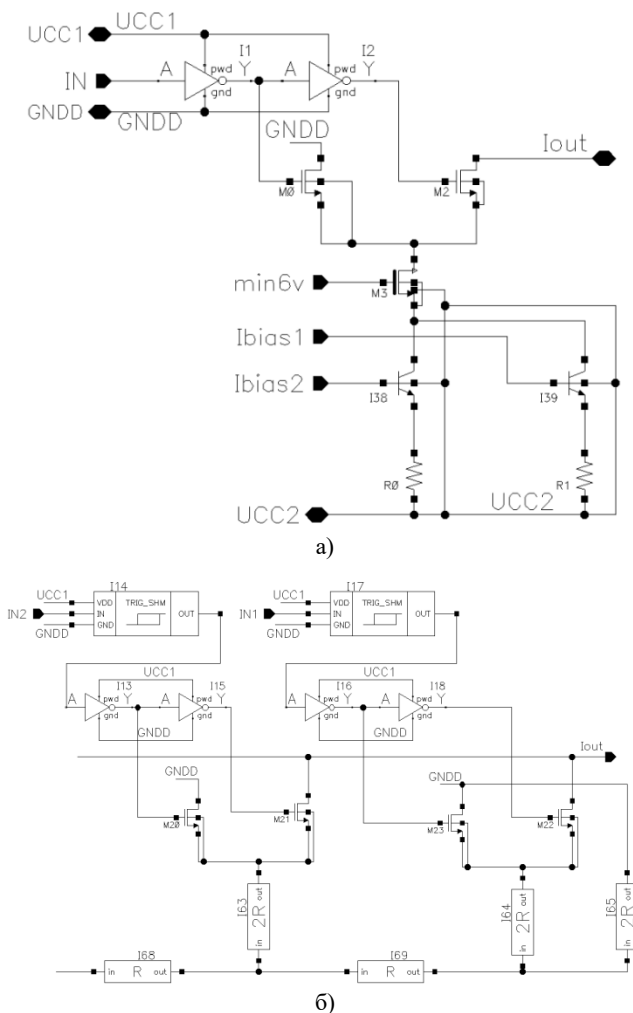 UCC1
UCC1
I1
I2
IN
A
pwd
Y
A
pwd
Y
gnd
gnd
GNDD
GNDD
GNDD
Iout
MØ
M2
min6v
M3
Ibias1
Ibias2
I38
I39
RØ
R1
UCC2
UCC2
а)
I14
I17
UCC1
VDD
TRIG_SHM
OUT
UCC1
VDD
TRIG_SHM
OUT
IN2
IN
IN1
IN
GNDD
GND
GNDD
GND
UCC1
UCC1
A
I13
pwd
Y
A
I15
pwd
Y
A
I16
pwd
Y
A
I18
pwd
Y
gnd
gnd
gnd
gnd
GNDD
GNDD
Iout
GNDD
GNDD
M20
M21
M23
M22
I63
2R
out
in
I64
2R
out
in
I65
2R
out
in
I68
in R out
I69
in R out
б)